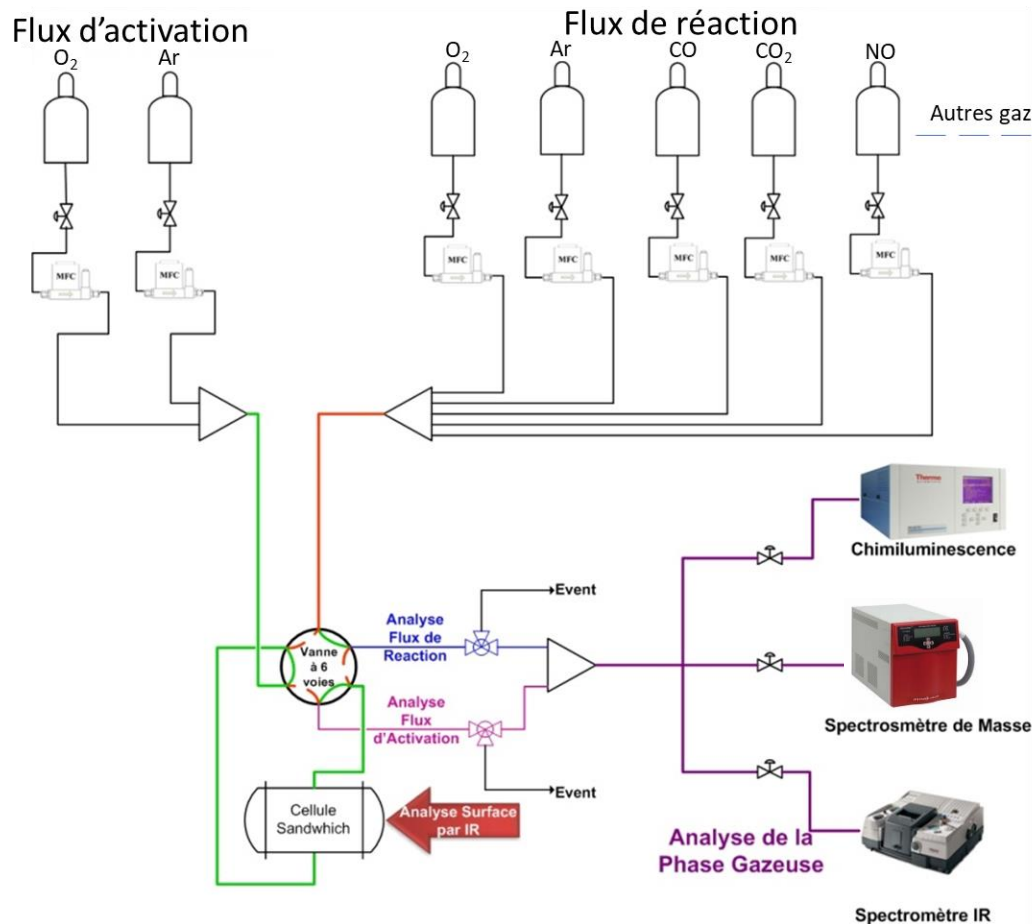 Flux d'activation
Flux de réaction
O₂
Ar
O₂
Ar
CO
CO₂
NO
Autres gaz
MFC
MFC
MFC
MFC
MFC
MFC
MFC
Thermo
Chimiluminescence
Event
Analyse
Flux de
Reaction
Vanne
à 6
voies
Analyse
Flux
d'Activation
Spectrosmètre de Masse
Event
Cellule
Sandwhich
Analyse Surface
par IR
Analyse de la
Phase Gazeuse
Spectromètre IR